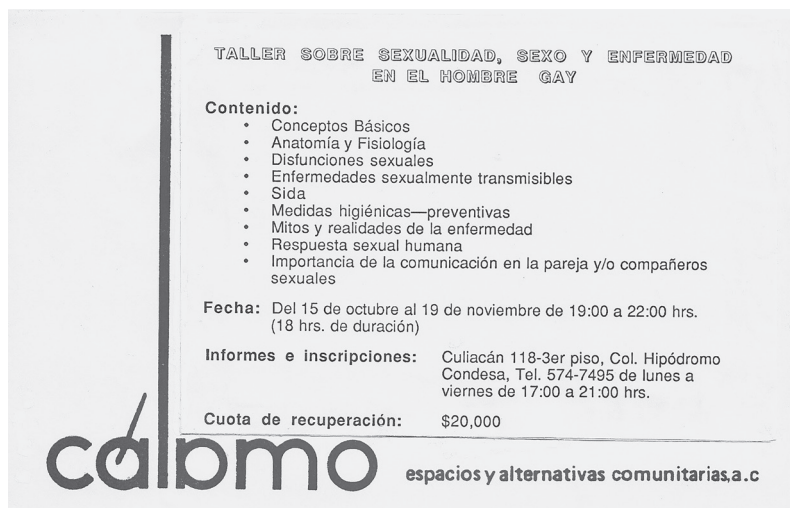 TALLER SOBRE SEXUALIDAD, SEXO Y ENFERMEDAD
EN EL HOMBRE GAY
Contenido:
• Conceptos Básicos
• Anatomía y Fisiología
• Disfunciones sexuales
• Enfermedades sexualmente transmisibles
• Sida
• Medidas higiénicas—preventivas
• Mitos y realidades de la enfermedad
• Respuesta sexual humana
• Importancia de la comunicación en la pareja y/o compañeros
sexuales
Fecha: Del 15 de octubre al 19 de noviembre de 19:00 a 22:00 hrs.
(18 hrs. de duración)
Informes e inscripciones: Culiacán 118-3er piso, Col. Hipódromo
Condesa, Tel. 574-7495 de lunes a
viernes de 17:00 a 21:00 hrs.
Cuota de recuperación: $20,000
cálamo espacios y alternativas comunitarias,a.c